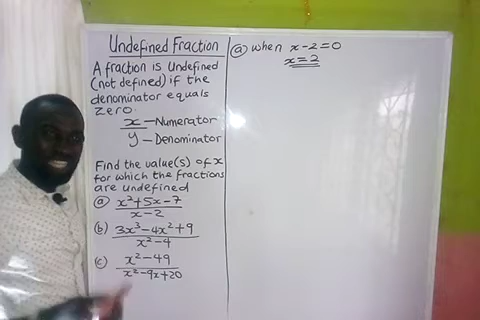 Undefined Fraction
A fraction is undefined
(not defined) if the
denominator equals
zero.
x — Numerator
y — Denominator
Find the value(s) of x
for which the fractions
are undefined
(a) x²+5x-7
x-2
(b) 3x³-4x²+9
x²-4
(c) x²-49
x²-9x+20
(a) when x-2=0
x=2